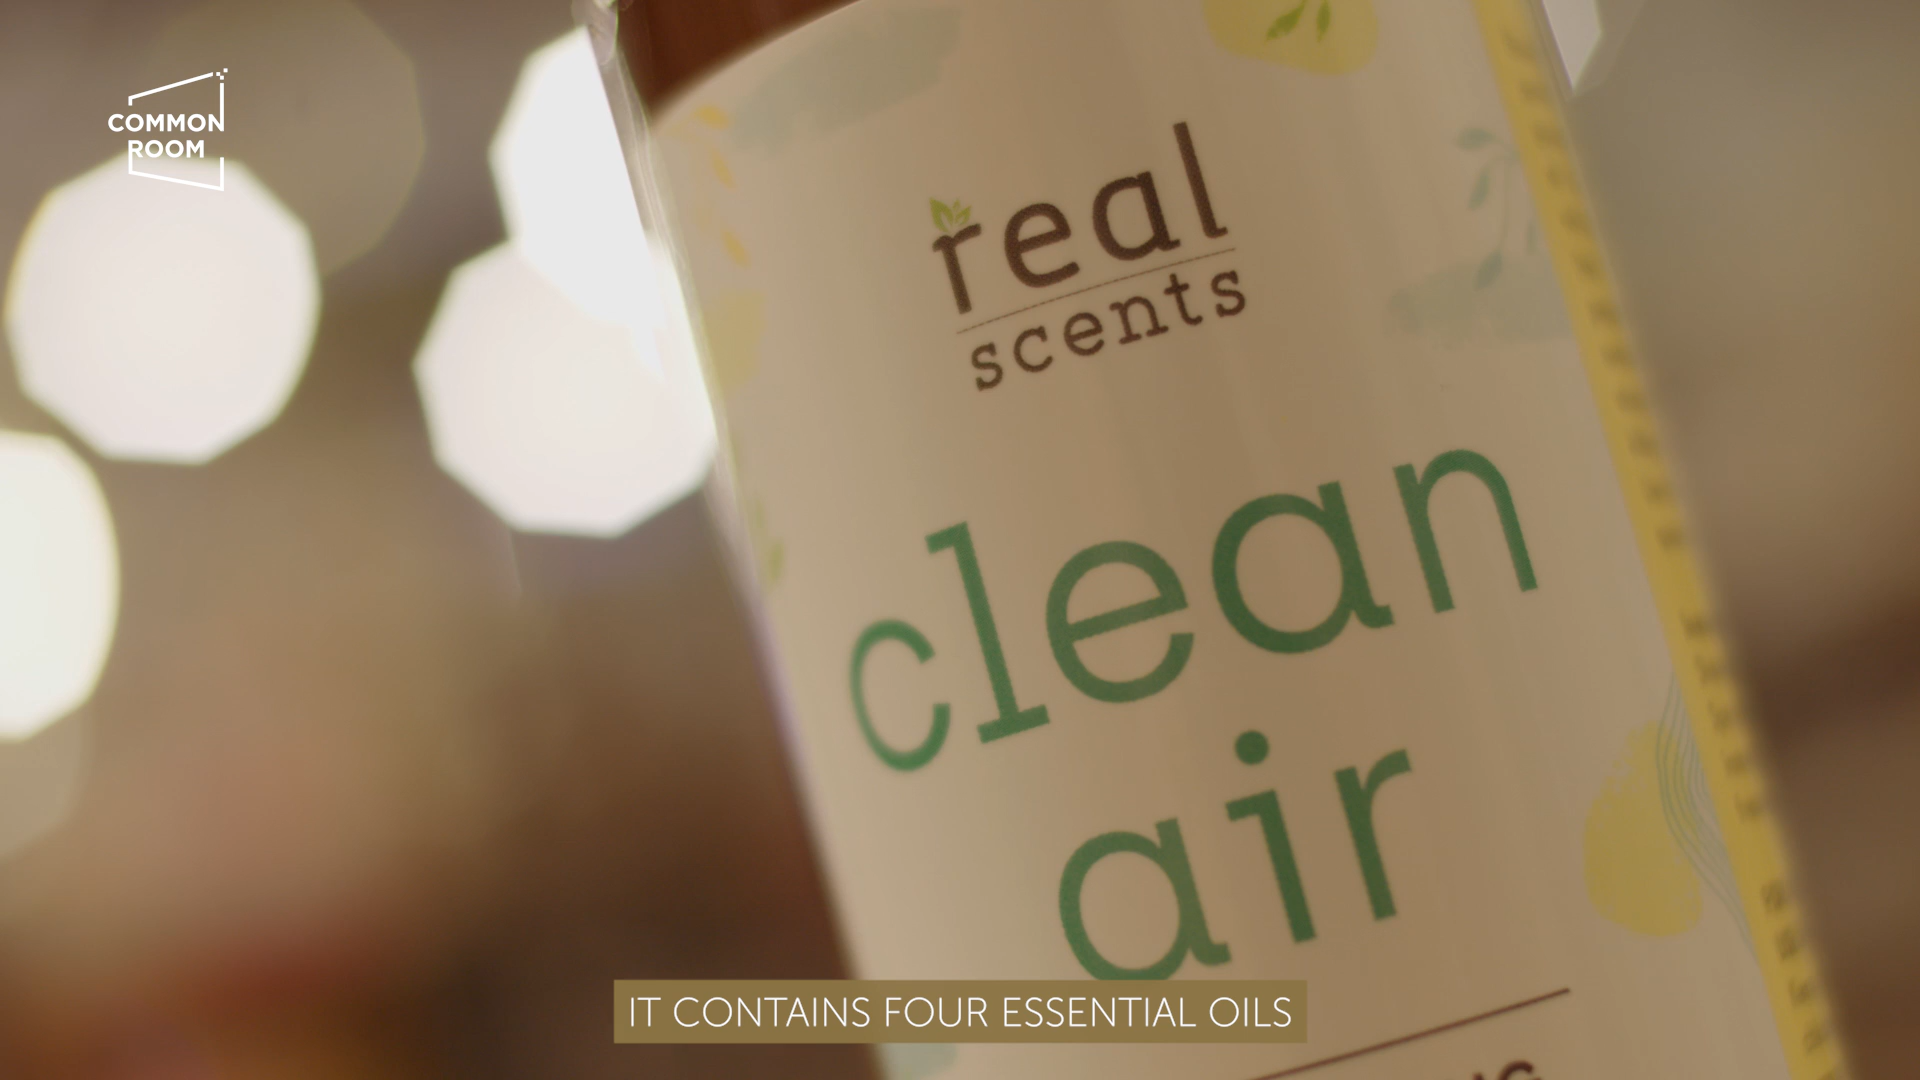 COMMON
ROOM
real
scents
clean
air
IT CONTAINS FOUR ESSENTIAL OILS